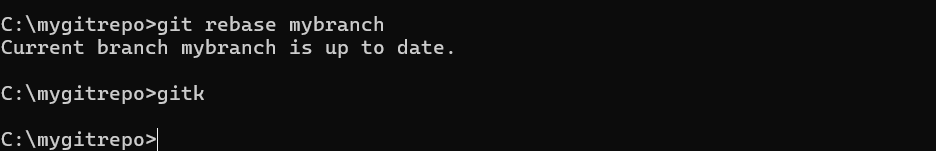 C:\mygitrepo>git rebase mybranch
Current branch mybranch is up to date.
C:\mygitrepo>gitk
C:\mygitrepo>